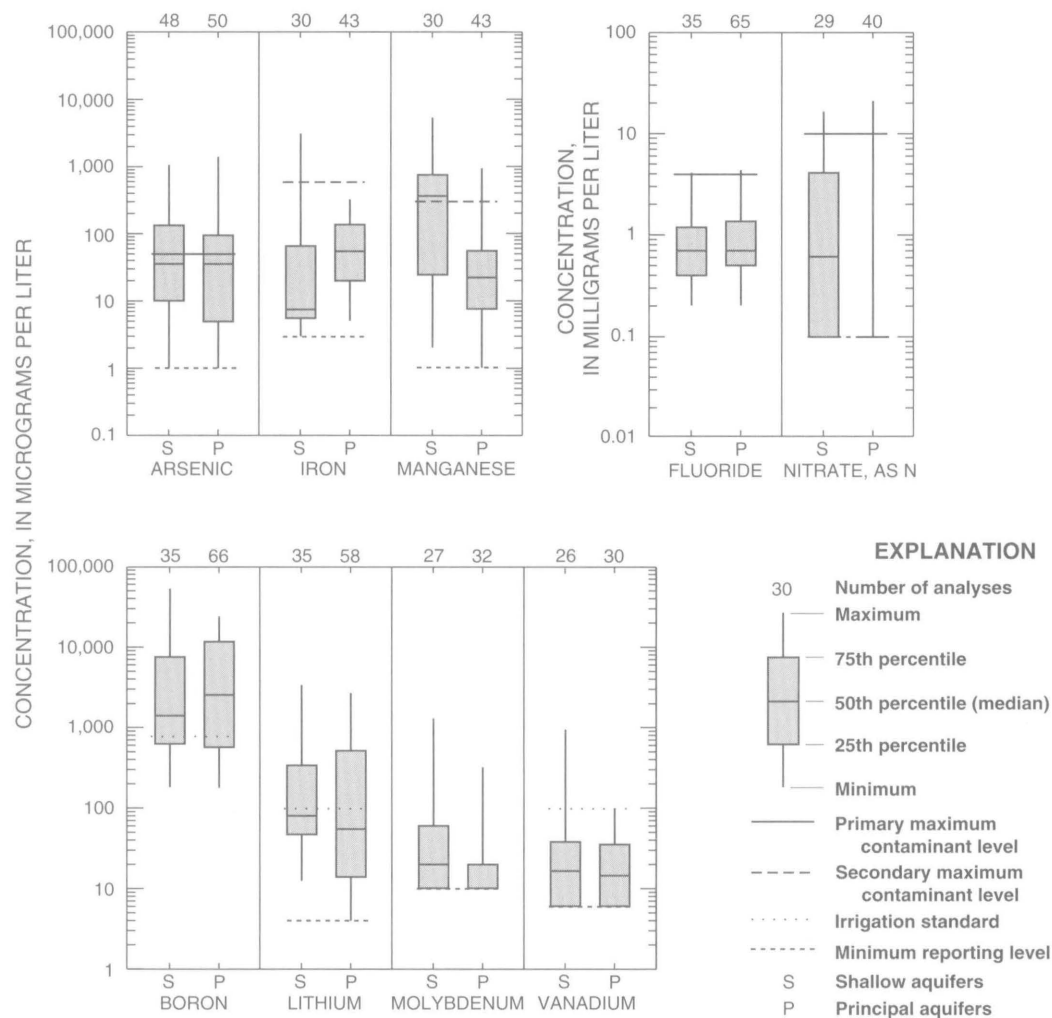 48 50 30 43 30 43
100,000
10,000
1,000
100
10
1
0.1
S P S P S P
ARSENIC IRON MANGANESE
35 65 29 40
100
10
1
0.1
0.01
CONCENTRATION,
IN MILLIGRAMS PER LITER
S P S P
FLUORIDE NITRATE, AS N
CONCENTRATION, IN MICROGRAMS PER LITER
35 66 35 58 27 32 26 30
100,000
10,000
1,000
100
10
1
S P S P S P S P
BORON LITHIUM MOLYBDENUM VANADIUM
EXPLANATION
30 Number of analyses
Maximum
75th percentile
50th percentile (median)
25th percentile
Minimum
Primary maximum
contaminant level
Secondary maximum
contaminant level
Irrigation standard
Minimum reporting level
S Shallow aquifers
P Principal aquifers